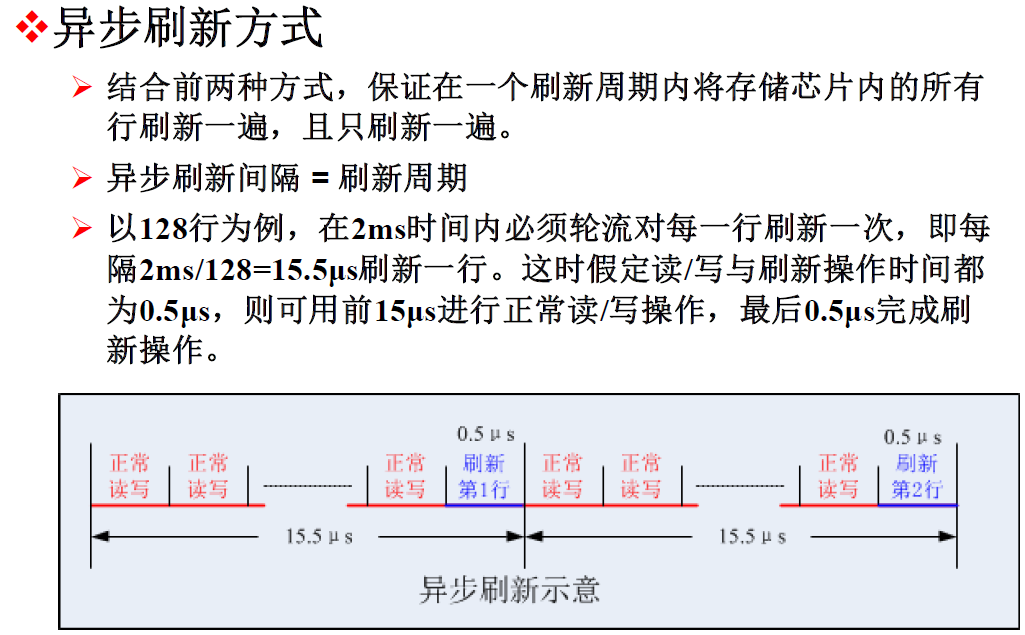 异步刷新方式
结合前两种方式，保证在一个刷新周期内将存储芯片内的所有
行刷新一遍，且只刷新一遍。
异步刷新间隔 = 刷新周期
以128行为例，在2ms时间内必须轮流对每一行刷新一次，即每
隔2ms/128=15.5μs刷新一行。这时假定读/写与刷新操作时间都
为0.5μs，则可用前15μs进行正常读/写操作，最后0.5μs完成刷
新操作。
0.5μs 0.5μs
正常 正常 正常 刷新 正常 正常 正常 刷新
读写 读写 读写 第1行 读写 读写 读写 第2行
15.5μs 15.5μs
异步刷新示意